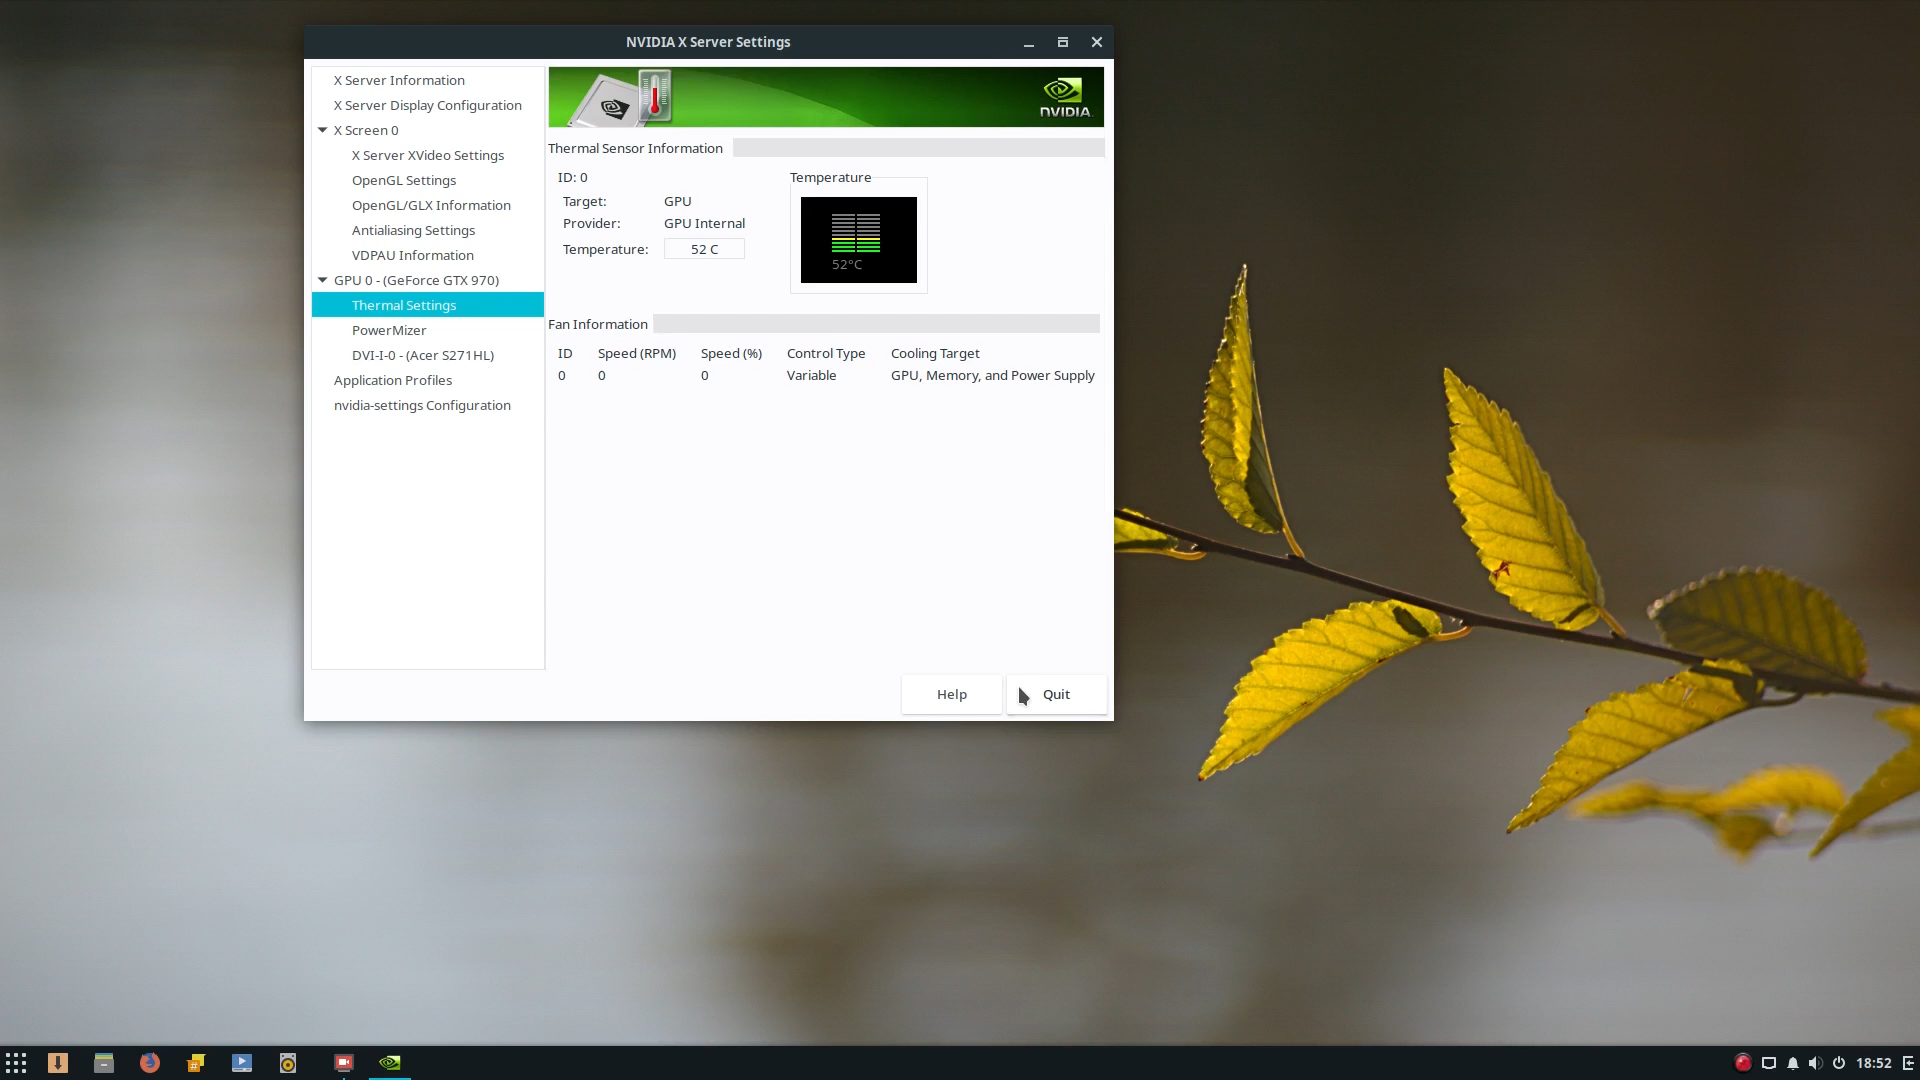 NVIDIA X Server Settings
X Server Information
X Server Display Configuration
X Screen 0
X Server XVideo Settings
OpenGL Settings
OpenGL/GLX Information
Antialiasing Settings
VDPAU Information
GPU 0 - (GeForce GTX 970)
Thermal Settings
PowerMizer
DVI-I-0 - (Acer S271HL)
Application Profiles
nvidia-settings Configuration
NVIDIA.
Thermal Sensor Information
ID: 0
Target: GPU
Provider: GPU Internal
Temperature: 52 C
Temperature
52°C
Fan Information
ID Speed (RPM) Speed (%) Control Type Cooling Target
0 0 0 Variable GPU, Memory, and Power Supply
Help Quit
18:52